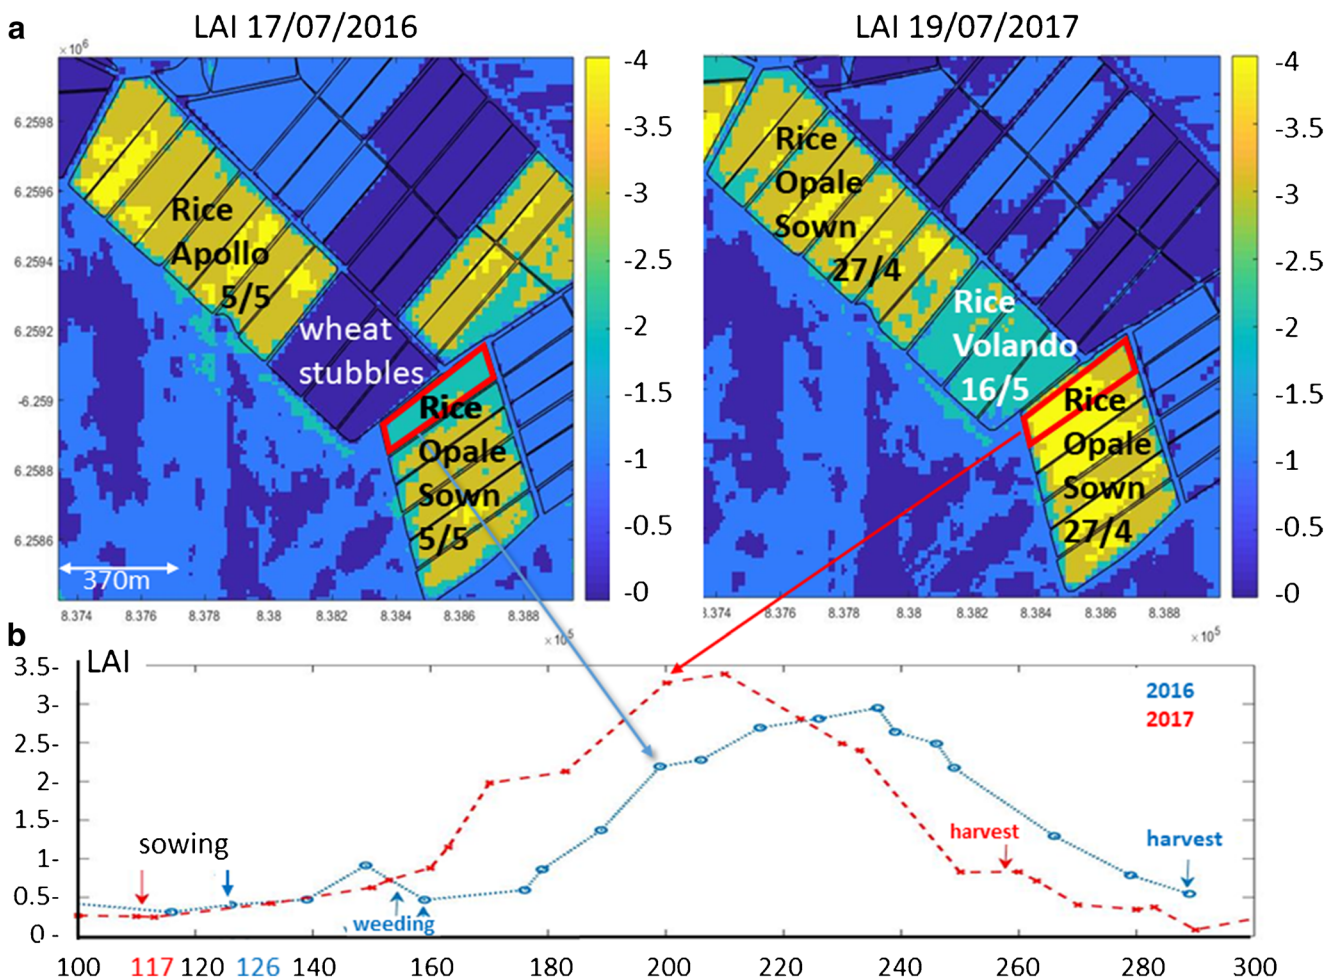 a
LAI 17/07/2016
LAI 19/07/2017
×10⁶
6.2598
6.2596
6.2594
6.2592
-6.259
6.2588
6.2586
Rice
Apollo
5/5
wheat
stubbles
Rice
Opale
Sown
5/5
370m
8.374 8.376 8.378 8.38 8.382 8.384 8.386 8.388
×10⁵
-4
-3.5
-3
-2.5
-2
-1.5
-1
-0.5
-0
Rice
Opale
Sown
27/4
Rice
Volando
16/5
Rice
Opale
Sown
27/4
8.374 8.376 8.378 8.38 8.382 8.384 8.386 8.388
×10⁵
-4
-3.5
-3
-2.5
-2
-1.5
-1
-0.5
-0
b
LAI
3.5-
3-
2.5-
2-
1.5-
1-
0.5-
0 -
2016
2017
sowing
weeding
harvest
harvest
100 117 120 126 140 160 180 200 220 240 260 280 300